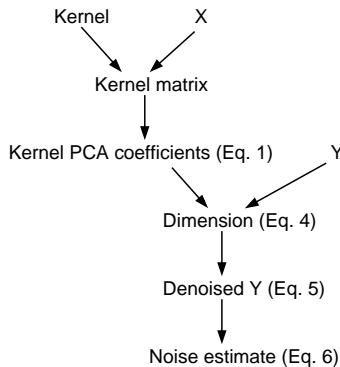 Kernel X
Kernel matrix
Kernel PCA coefficients (Eq. 1) Y
Dimension (Eq. 4)
Denoised Y (Eq. 5)
Noise estimate (Eq. 6)